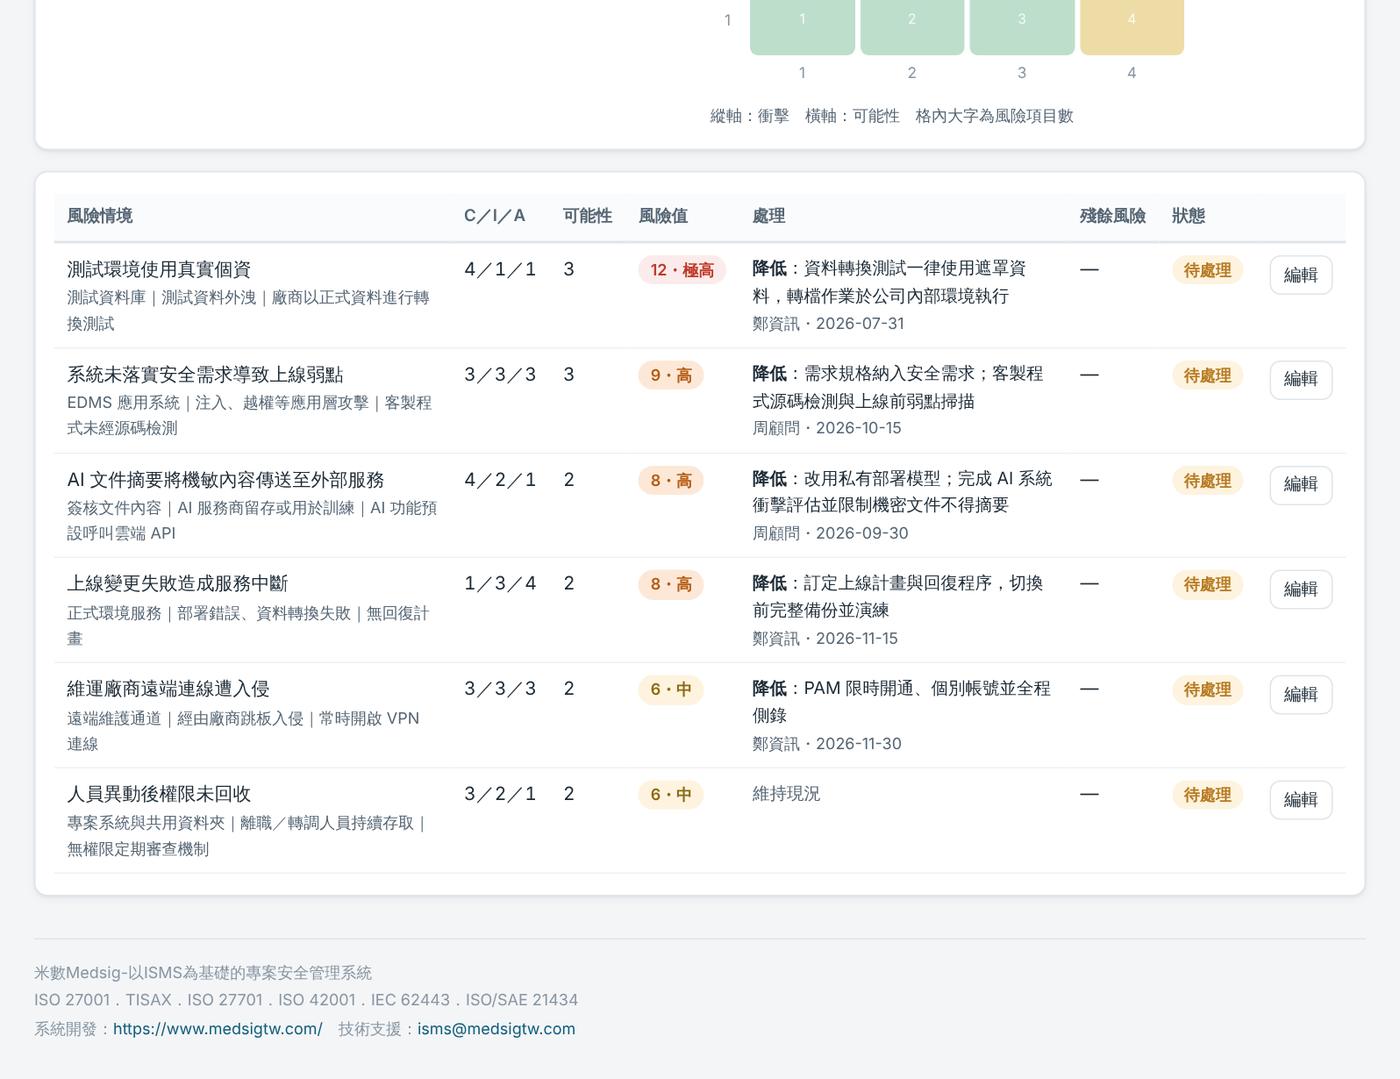 1 1 2 3 4
1 2 3 4
縱軸：衝擊　橫軸：可能性　格內大字為風險項目數
風險情境 C／I／A 可能性 風險值 處理 殘餘風險 狀態
測試環境使用真實個資 4／1／1 3 12・極高 降低：資料轉換測試一律使用遮罩資 — 待處理 編輯
測試資料庫｜測試資料外洩｜廠商以正式資料進行轉 料，轉檔作業於公司內部環境執行
換測試 鄭資訊・2026-07-31
系統未落實安全需求導致上線弱點 3／3／3 3 9・高 降低：需求規格納入安全需求；客製程 — 待處理 編輯
EDMS 應用系統｜注入、越權等應用層攻擊｜客製程 式源碼檢測與上線前弱點掃描
式未經源碼檢測 周顧問・2026-10-15
AI 文件摘要將機敏內容傳送至外部服務 4／2／1 2 8・高 降低：改用私有部署模型；完成 AI 系統 — 待處理 編輯
簽核文件內容｜AI 服務商留存或用於訓練｜AI 功能預 衝擊評估並限制機密文件不得摘要
設呼叫雲端 API 周顧問・2026-09-30
上線變更失敗造成服務中斷 1／3／4 2 8・高 降低：訂定上線計畫與回復程序，切換 — 待處理 編輯
正式環境服務｜部署錯誤、資料轉換失敗｜無回復計 前完整備份並演練
畫 鄭資訊・2026-11-15
維運廠商遠端連線遭入侵 3／3／3 2 6・中 降低：PAM 限時開通、個別帳號並全程 — 待處理 編輯
遠端維護通道｜經由廠商跳板入侵｜常時開啟 VPN 側錄
連線 鄭資訊・2026-11-30
人員異動後權限未回收 3／2／1 2 6・中 維持現況 — 待處理 編輯
專案系統與共用資料夾｜離職／轉調人員持續存取｜
無權限定期審查機制
米數Medsig-以ISMS為基礎的專案安全管理系統
ISO 27001．TISAX．ISO 27701．ISO 42001．IEC 62443．ISO/SAE 21434
系統開發：https://www.medsigtw.com/　技術支援：isms@medsigtw.com